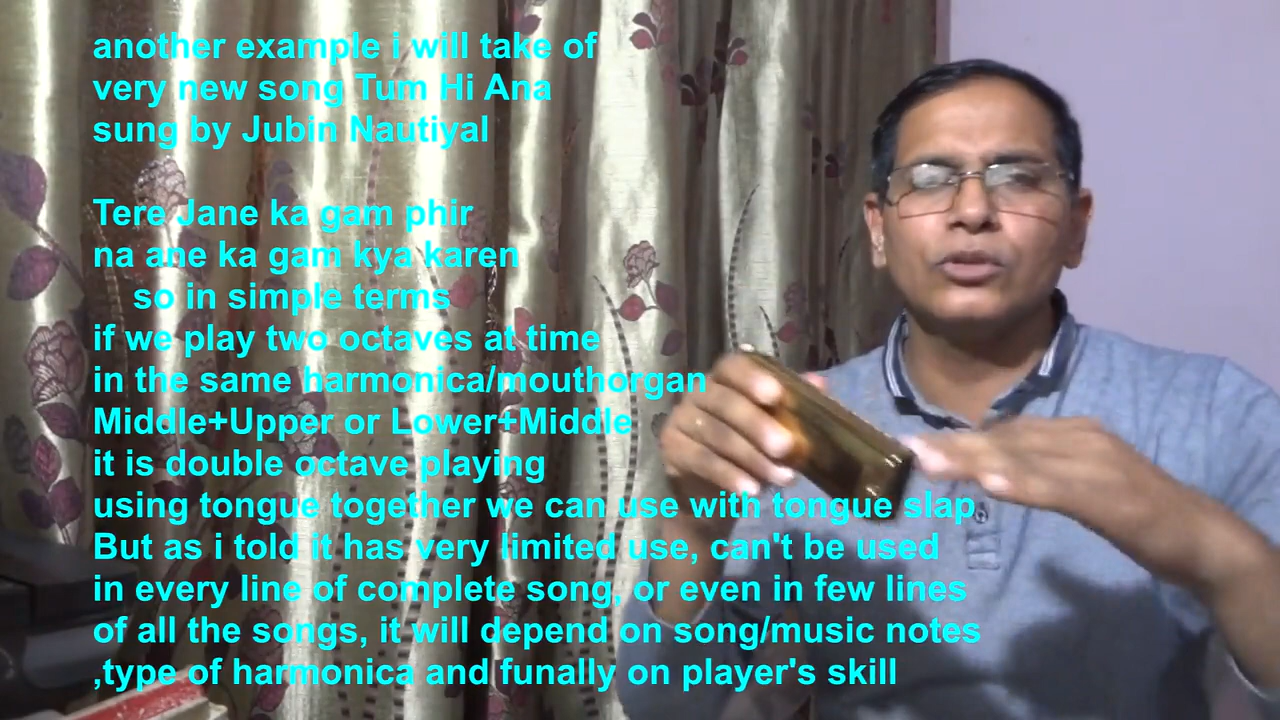 another example i will take of
very new song Tum Hi Ana
sung by Jubin Nautiyal
Tere Jane ka gam phir
na ane ka gam kya karen
so in simple terms
if we play two octaves at time
in the same harmonica/mouthorgan
Middle+Upper or Lower+Middle
it is double octave playing
using tongue together we can use with tongue slap
But as i told it has very limited use, can't be used
in every line of complete song, or even in few lines
of all the songs, it will depend on song/music notes
,type of harmonica and funally on player's skill